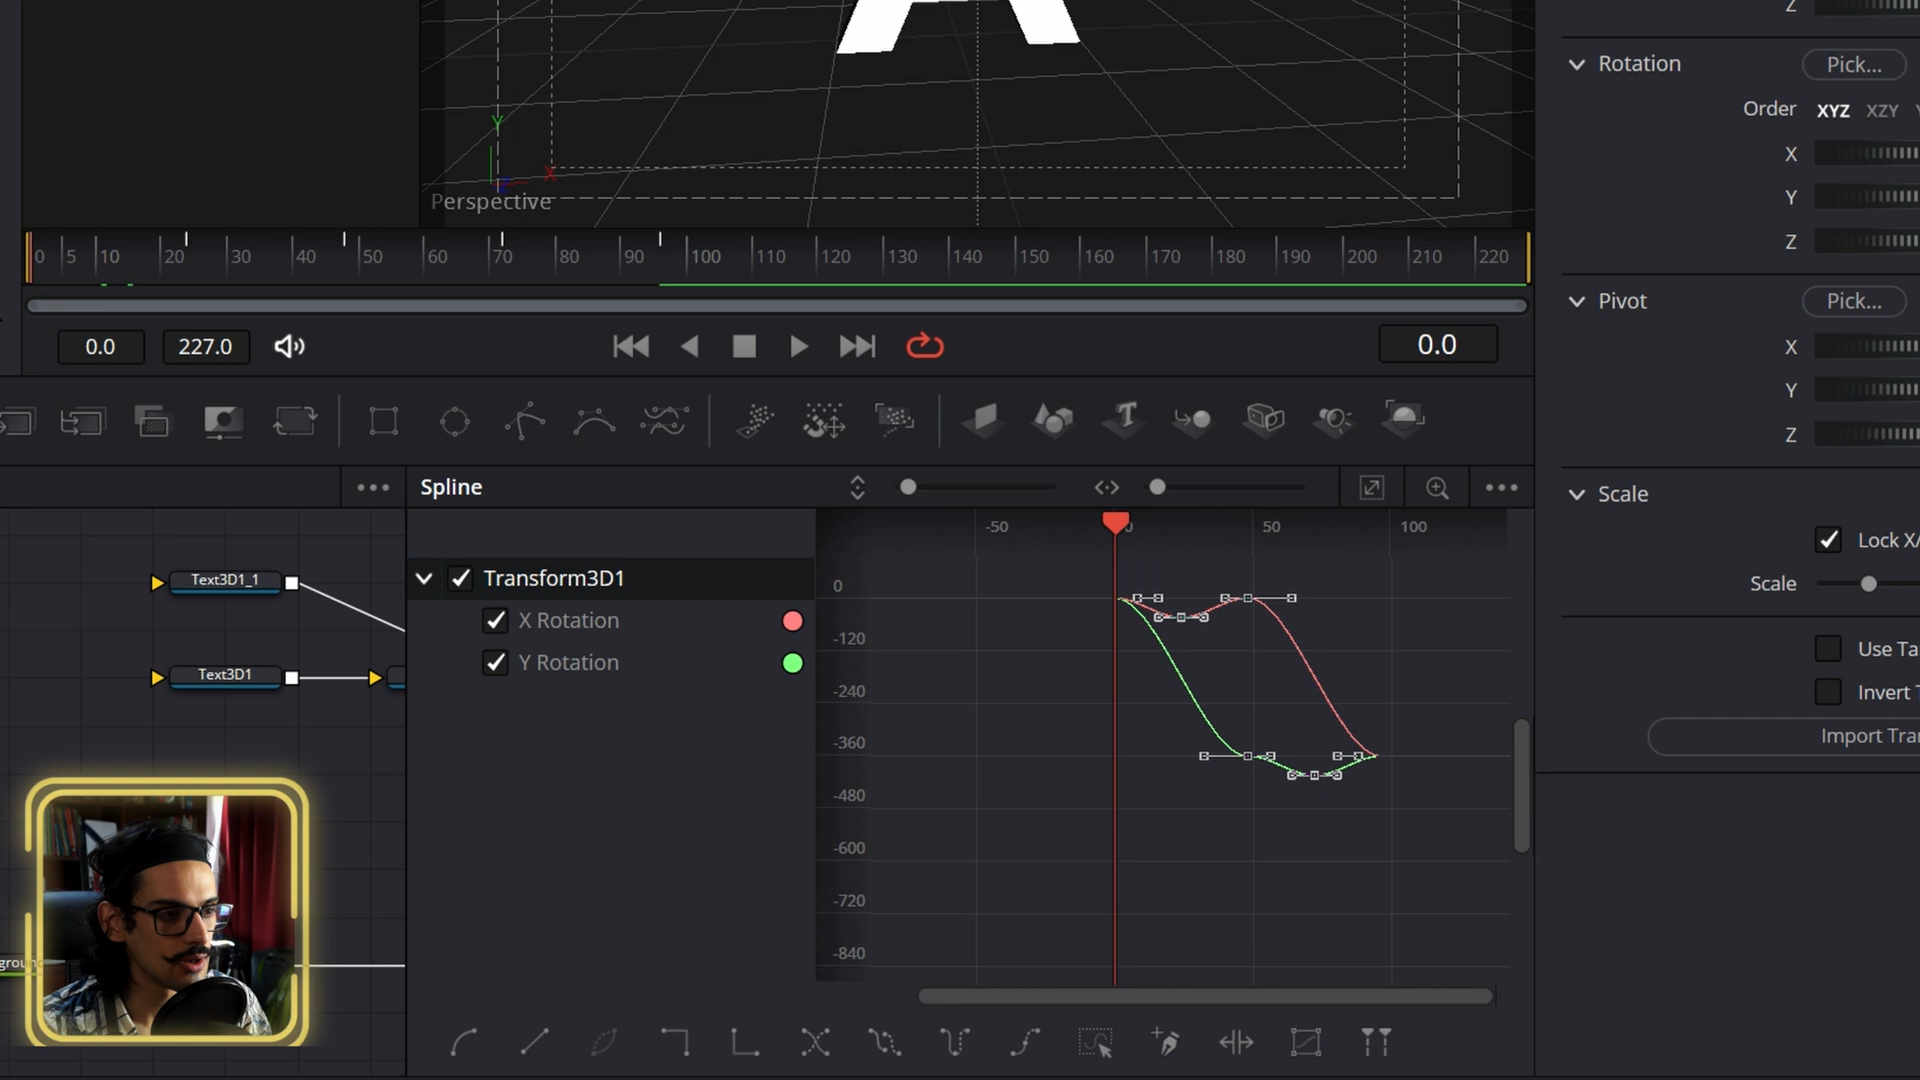 Z
Rotation
Pick...
Order
XYZ
XZY
X
Y
Z
Y
X
Perspective
0
5
10
20
30
40
50
60
70
80
90
100
110
120
130
140
150
160
170
180
190
200
210
220
Pivot
Pick...
X
Y
Z
0.0
227.0
0.0
Spline
Scale
Lock X/
Scale
Use Ta
Invert T
Import Tran
-50
0
50
100
Text3D1_1
Text3D1
Transform3D1
X Rotation
Y Rotation
0
-120
-240
-360
-480
-600
-720
-840
ground